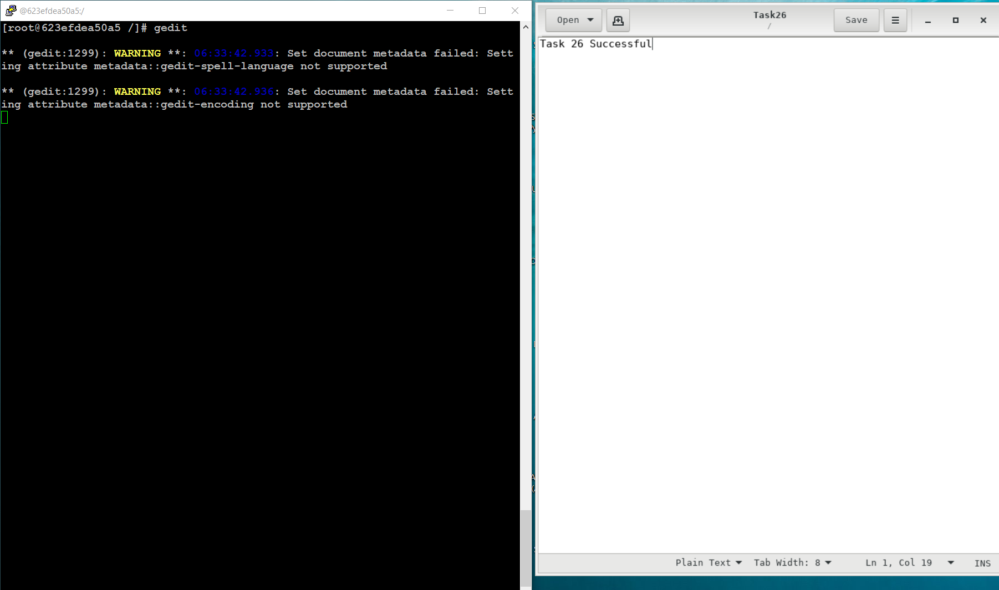 @623efdea50a5:/
[root@623efdea50a5 /]# gedit
** (gedit:1299): WARNING **: 06:33:42.933: Set document metadata failed: Sett
ing attribute metadata::gedit-spell-language not supported
** (gedit:1299): WARNING **: 06:33:42.936: Set document metadata failed: Sett
ing attribute metadata::gedit-encoding not supported
Open
Task26
/
Save
Task 26 Successful
Plain Text
Tab Width: 8
Ln 1, Col 19
INS